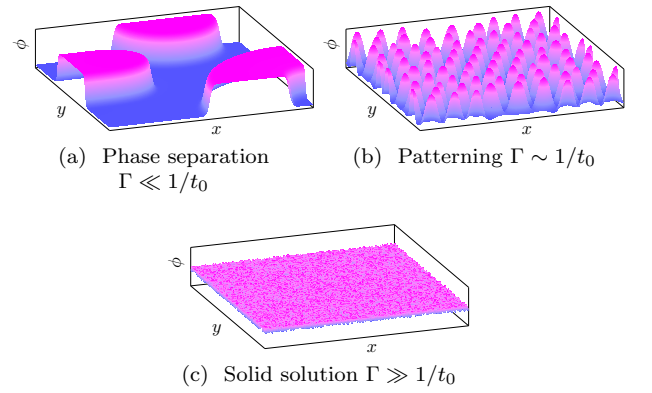 ϕ
y
x
ϕ
y
x
(a) Phase separation
Γ ≪ 1/t₀
(b) Patterning Γ ∼ 1/t₀
ϕ
y
x
(c) Solid solution Γ ≫ 1/t₀